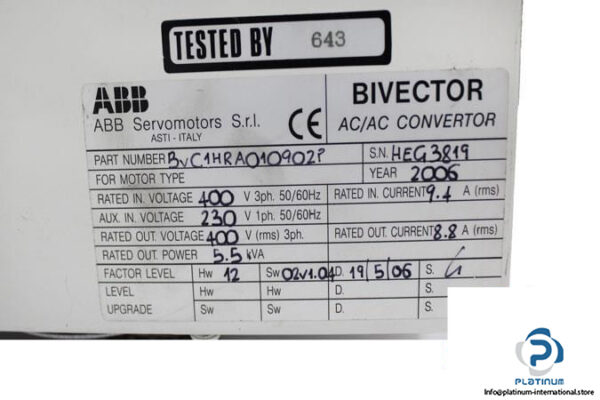 TESTED BY 643
ABB
ABB Servomotors S.r.l.
ASTI - ITALY
CE
BIVECTOR
AC/AC CONVERTOR
PART NUMBER BVC1HRA010902P
S.N. HEG3819
FOR MOTOR TYPE
YEAR 2006
RATED IN. VOLTAGE 400 V 3ph. 50/60Hz
RATED IN. CURRENT 9.4 A (rms)
AUX. IN. VOLTAGE 230 V 1ph. 50/60Hz
RATED OUT. VOLTAGE 400 V (rms) 3ph.
RATED OUT. CURRENT 8.8 A (rms)
RATED OUT. POWER 5.5 kVA
FACTOR LEVEL Hw 12 Sw 02v1.04 D. 19/5/06 S.
LEVEL Hw Hw D. S.
UPGRADE Sw Sw D. S.
PLATINUM
Info@platinum-international.store